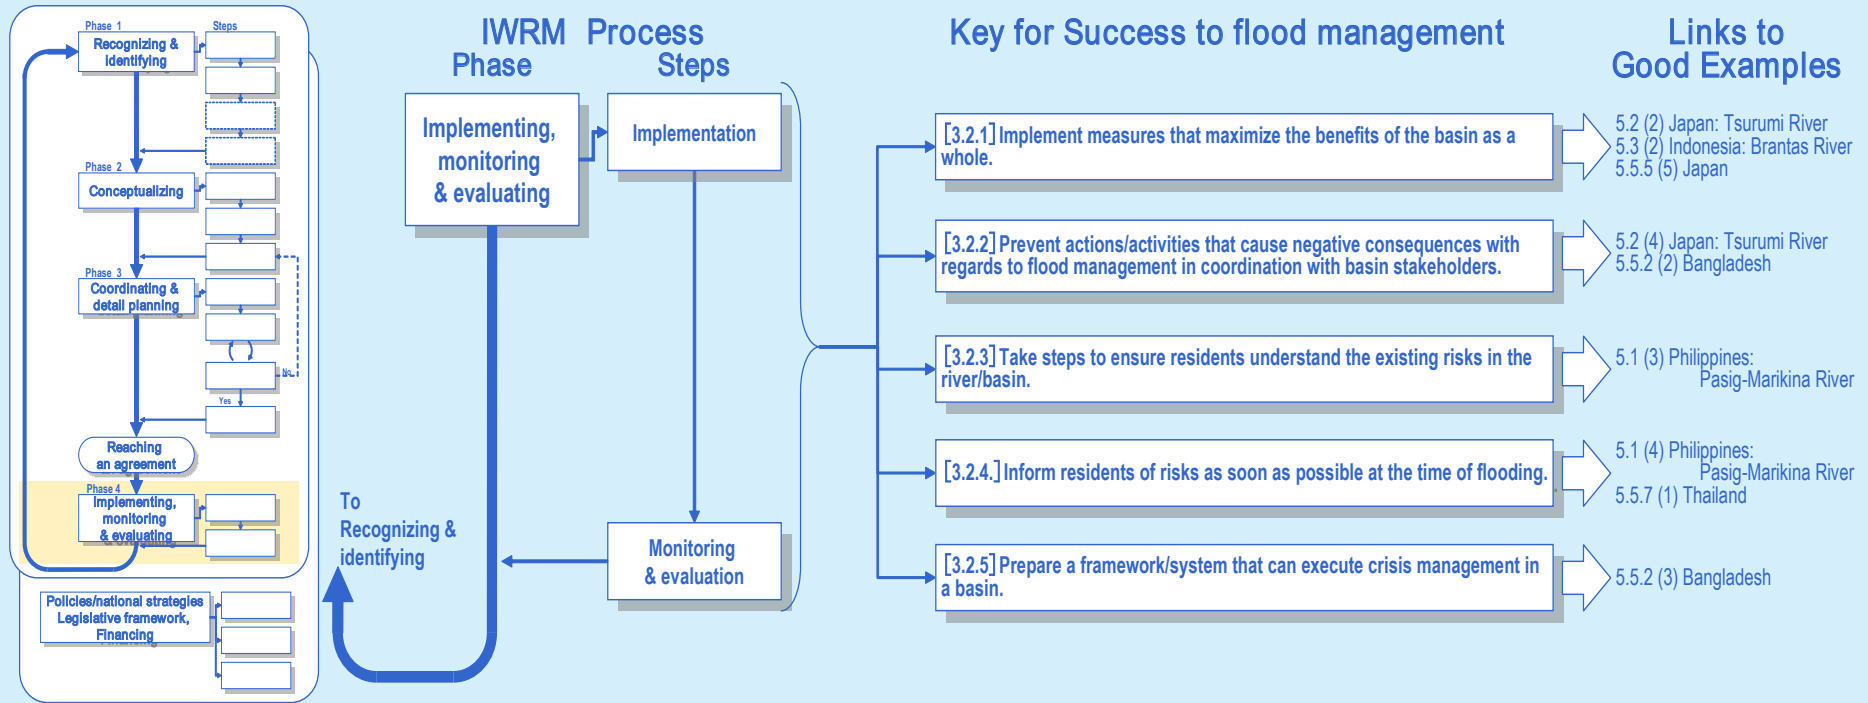 Phase 1
Steps
Recognizing &
identifying
Phase 2
Conceptualizing
Phase 3
Coordinating &
detail planning
No
Yes
Reaching
an agreement
Phase 4
Implementing,
monitoring
& evaluating
Policies/national strategies
Legislative framework,
Financing
IWRM Process
Phase
Steps
Implementing,
monitoring
& evaluating
Implementation
Monitoring
& evaluation
To
Recognizing &
identifying
Key for Success to flood management
[3.2.1] Implement measures that maximize the benefits of the basin as a
whole.
[3.2.2] Prevent actions/activities that cause negative consequences with
regards to flood management in coordination with basin stakeholders.
[3.2.3] Take steps to ensure residents understand the existing risks in the
river/basin.
[3.2.4.] Inform residents of risks as soon as possible at the time of flooding.
[3.2.5] Prepare a framework/system that can execute crisis management in
a basin.
Links to
Good Examples
5.2 (2) Japan: Tsurumi River
5.3 (2) Indonesia: Brantas River
5.5.5 (5) Japan
5.2 (4) Japan: Tsurumi River
5.5.2 (2) Bangladesh
5.1 (3) Philippines:
Pasig-Marikina River
5.1 (4) Philippines:
Pasig-Marikina River
5.5.7 (1) Thailand
5.5.2 (3) Bangladesh